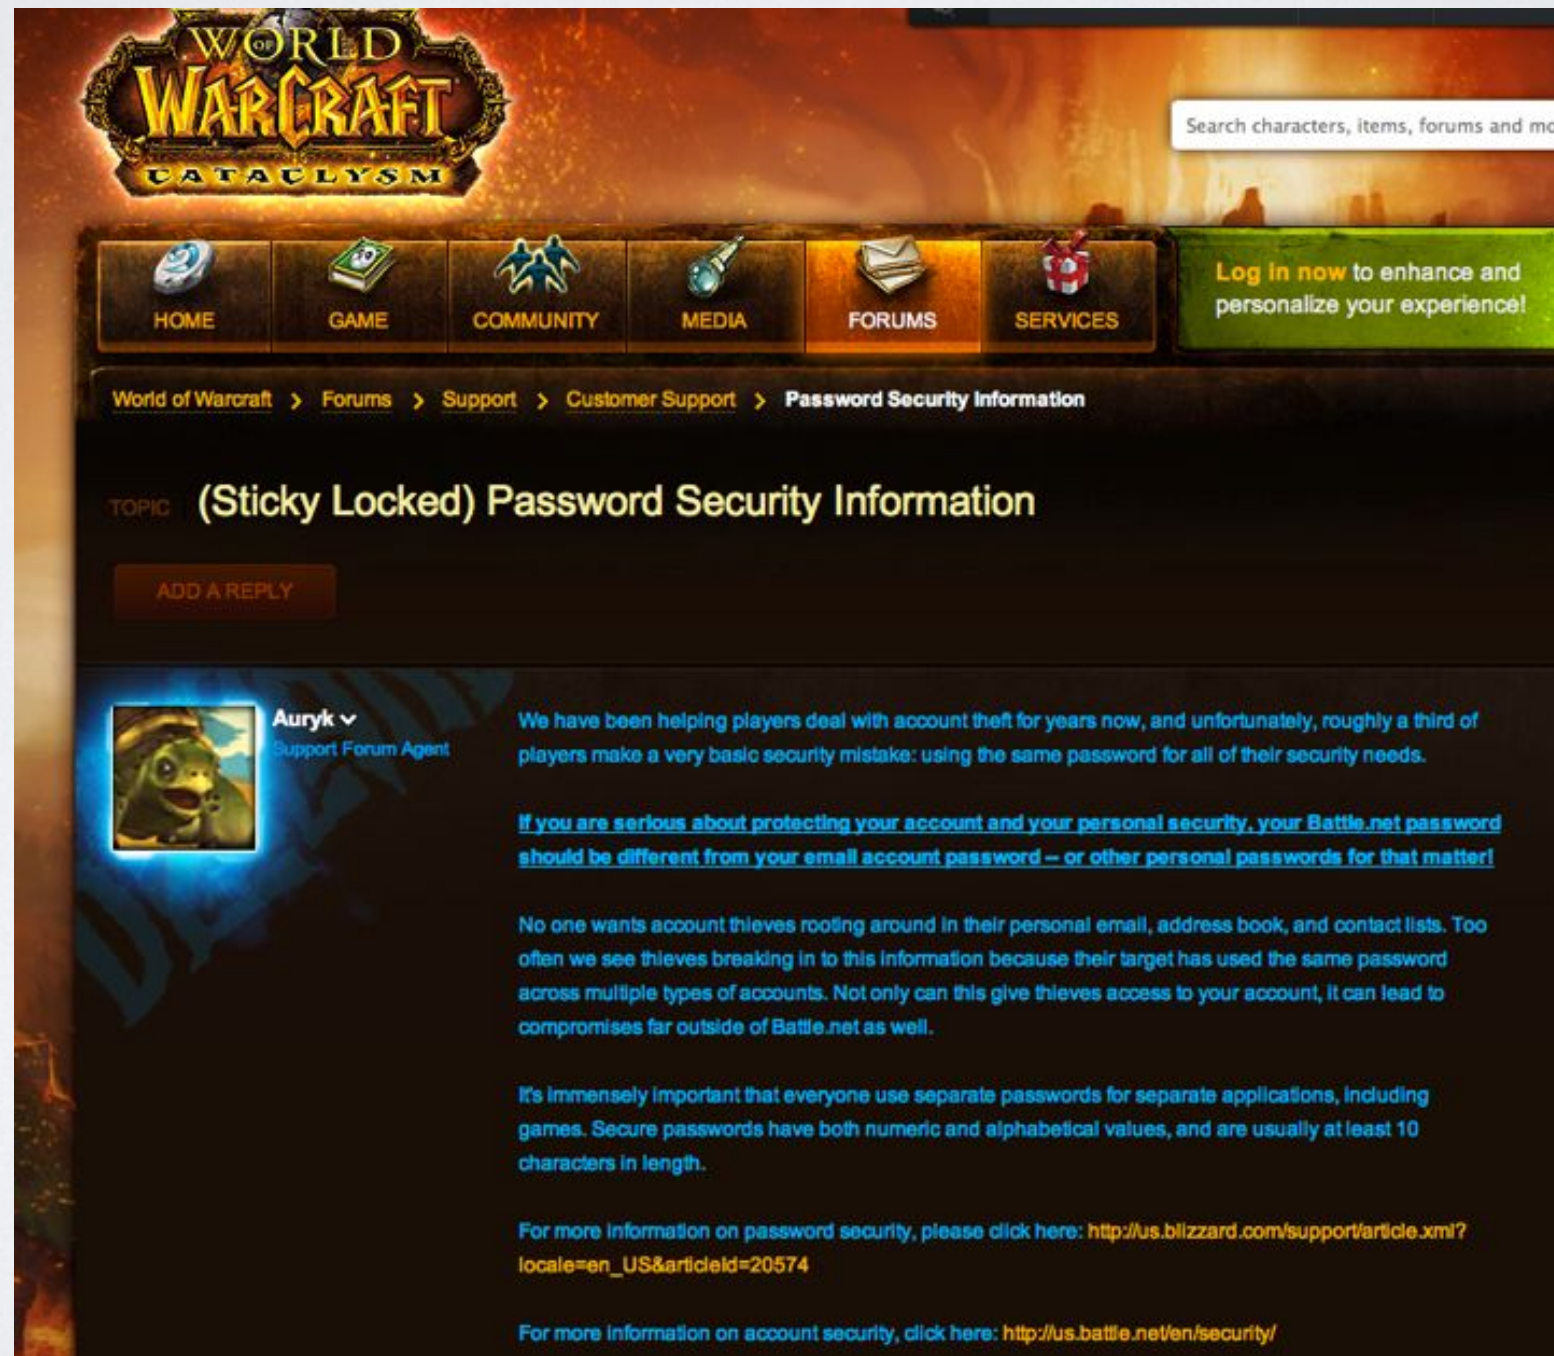 WORLD
OF
WARCRAFT
CATACLYSM
Search characters, items, forums and mo
HOME
GAME
COMMUNITY
MEDIA
FORUMS
SERVICES
Log in now to enhance and
personalize your experience!
World of Warcraft > Forums > Support > Customer Support > Password Security Information
TOPIC (Sticky Locked) Password Security Information
ADD A REPLY
Auryk
Support Forum Agent
We have been helping players deal with account theft for years now, and unfortunately, roughly a third of
players make a very basic security mistake: using the same password for all of their security needs.
If you are serious about protecting your account and your personal security, your Battle.net password
should be different from your email account password – or other personal passwords for that matter!
No one wants account thieves rooting around in their personal email, address book, and contact lists. Too
often we see thieves breaking in to this information because their target has used the same password
across multiple types of accounts. Not only can this give thieves access to your account, it can lead to
compromises far outside of Battle.net as well.
It's immensely important that everyone use separate passwords for separate applications, including
games. Secure passwords have both numeric and alphabetical values, and are usually at least 10
characters in length.
For more information on password security, please click here: http://us.blizzard.com/support/article.xml?
locale=en_US&articleId=20574
For more information on account security, click here: http://us.battle.net/en/security/